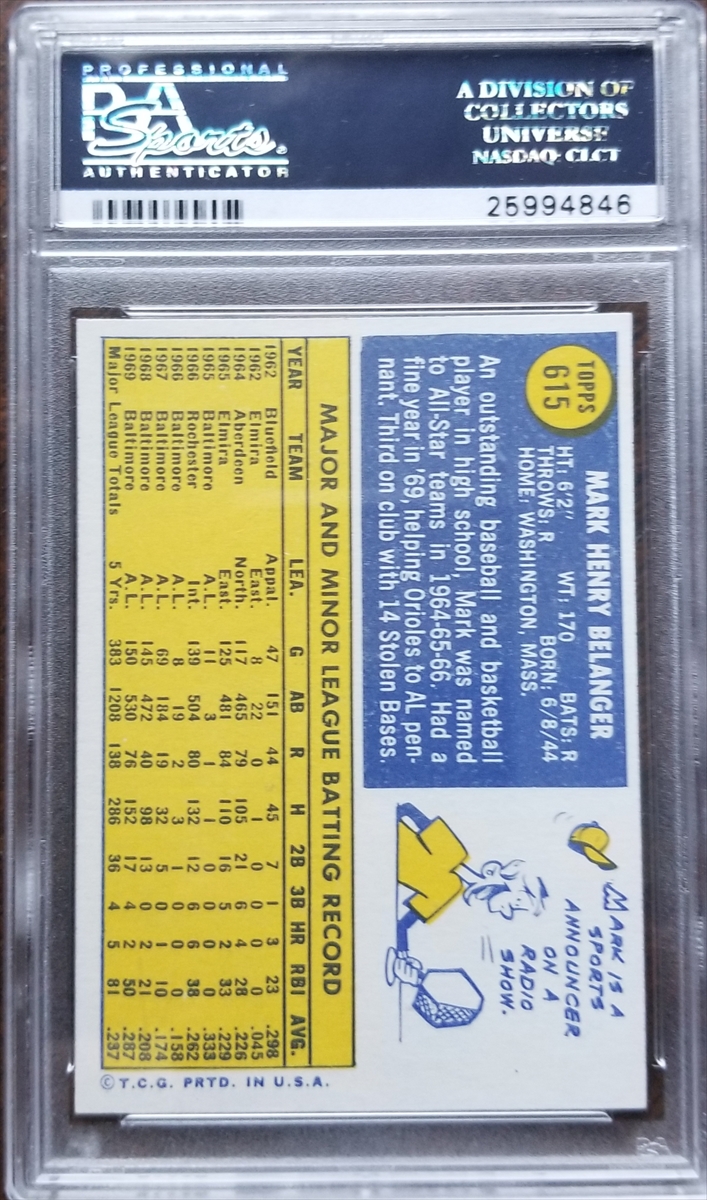 PROFESSIONAL
PSA
Sports
AUTHENTICATOR
A DIVISION OF
COLLECTORS
UNIVERSE
NASDAQ: CLCT
25994846
TOPPS
615
MARK HENRY BELANGER
HT: 6'2" WT: 170 BATS: R
THROWS: R BORN: 6/8/44
HOME: WASHINGTON, MASS.
An outstanding baseball and basketball
player in high school, Mark was named
to All-Star teams in 1964-65-66. Had a
fine year in '69, helping Orioles to AL pen-
nant. Third on club with 14 Stolen Bases.
MARK IS A
SPORTS
ANNOUNCER
ON A
RADIO
SHOW.
MAJOR AND MINOR LEAGUE BATTING RECORD
YEAR TEAM LEA. G AB R H 2B 3B HR RBI AVG.
1962 Bluefield Appal. 47 151 44 45 7 1 3 23 .298
1962 Elmira East. 8 22 0 1 0 0 0 0 .045
1964 Aberdeen North. 117 465 79 105 21 6 4 28 .226
1965 Elmira East. 125 481 84 110 16 5 2 33 .229
1965 Baltimore A.L. 11 3 1 1 0 0 0 0 .333
1966 Rochester Int. 139 504 80 132 12 6 6 38 .262
1966 Baltimore A.L. 8 19 2 3 1 0 0 0 .158
1967 Baltimore A.L. 69 184 19 32 5 0 1 10 .174
1968 Baltimore A.L. 145 472 40 98 13 0 2 21 .208
1969 Baltimore A.L. 150 530 76 152 17 4 2 50 .287
Major League Totals 5 Yrs. 383 1208 138 286 36 4 5 81 .237
© T.C.G. PRTD. IN U.S.A.